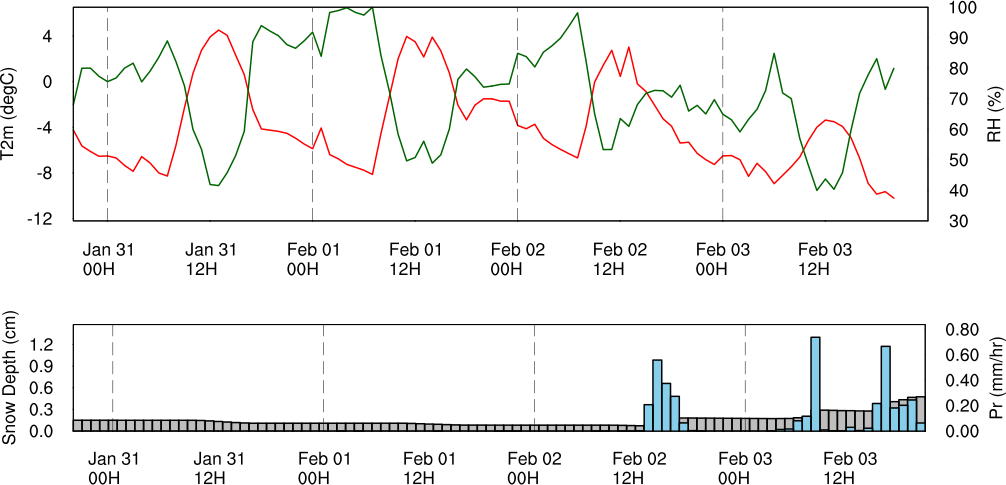 T2m (degC)
4
0
-4
-8
-12
100
90
80
70
60
50
40
30
RH (%)
Jan 31 Jan 31 Feb 01 Feb 01 Feb 02 Feb 02 Feb 03 Feb 03
00H 12H 00H 12H 00H 12H 00H 12H
Snow Depth (cm)
1.2
0.9
0.6
0.3
0.0
0.80
0.60
0.40
0.20
0.00
Pr (mm/hr)
Jan 31 Jan 31 Feb 01 Feb 01 Feb 02 Feb 02 Feb 03 Feb 03
00H 12H 00H 12H 00H 12H 00H 12H